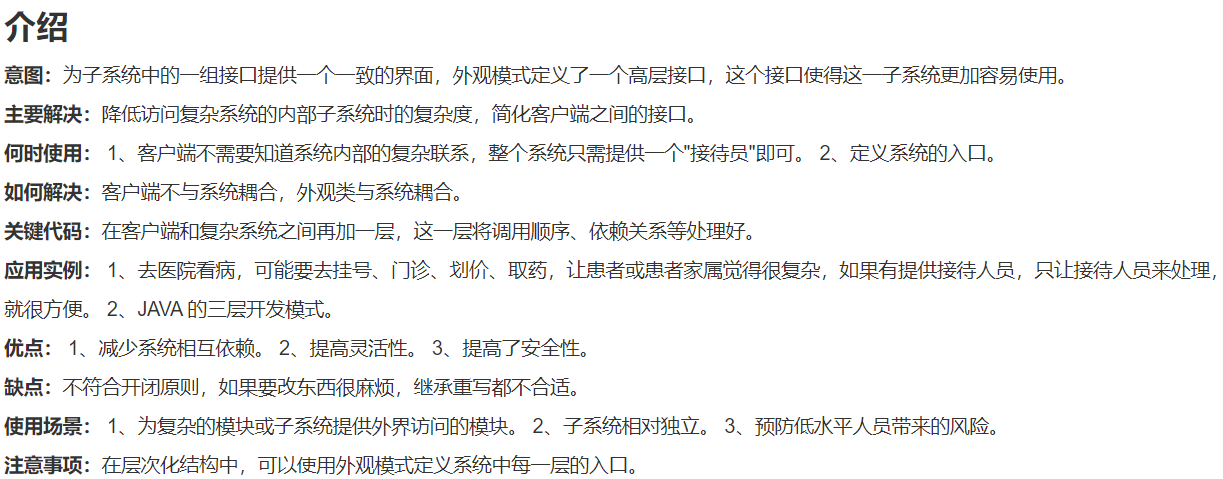 介绍
意图：为子系统中的一组接口提供一个一致的界面，外观模式定义了一个高层接口，这个接口使得这一子系统更加容易使用。
主要解决：降低访问复杂系统的内部子系统时的复杂度，简化客户端之间的接口。
何时使用： 1、客户端不需要知道系统内部的复杂联系，整个系统只需提供一个"接待员"即可。 2、定义系统的入口。
如何解决：客户端不与系统耦合，外观类与系统耦合。
关键代码：在客户端和复杂系统之间再加一层，这一层将调用顺序、依赖关系等处理好。
应用实例： 1、去医院看病，可能要去挂号、门诊、划价、取药，让患者或患者家属觉得很复杂，如果有提供接待人员，只让接待人员来处理，
就很方便。 2、JAVA 的三层开发模式。
优点： 1、减少系统相互依赖。 2、提高灵活性。 3、提高了安全性。
缺点：不符合开闭原则，如果要改东西很麻烦，继承重写都不合适。
使用场景： 1、为复杂的模块或子系统提供外界访问的模块。 2、子系统相对独立。 3、预防低水平人员带来的风险。
注意事项：在层次化结构中，可以使用外观模式定义系统中每一层的入口。